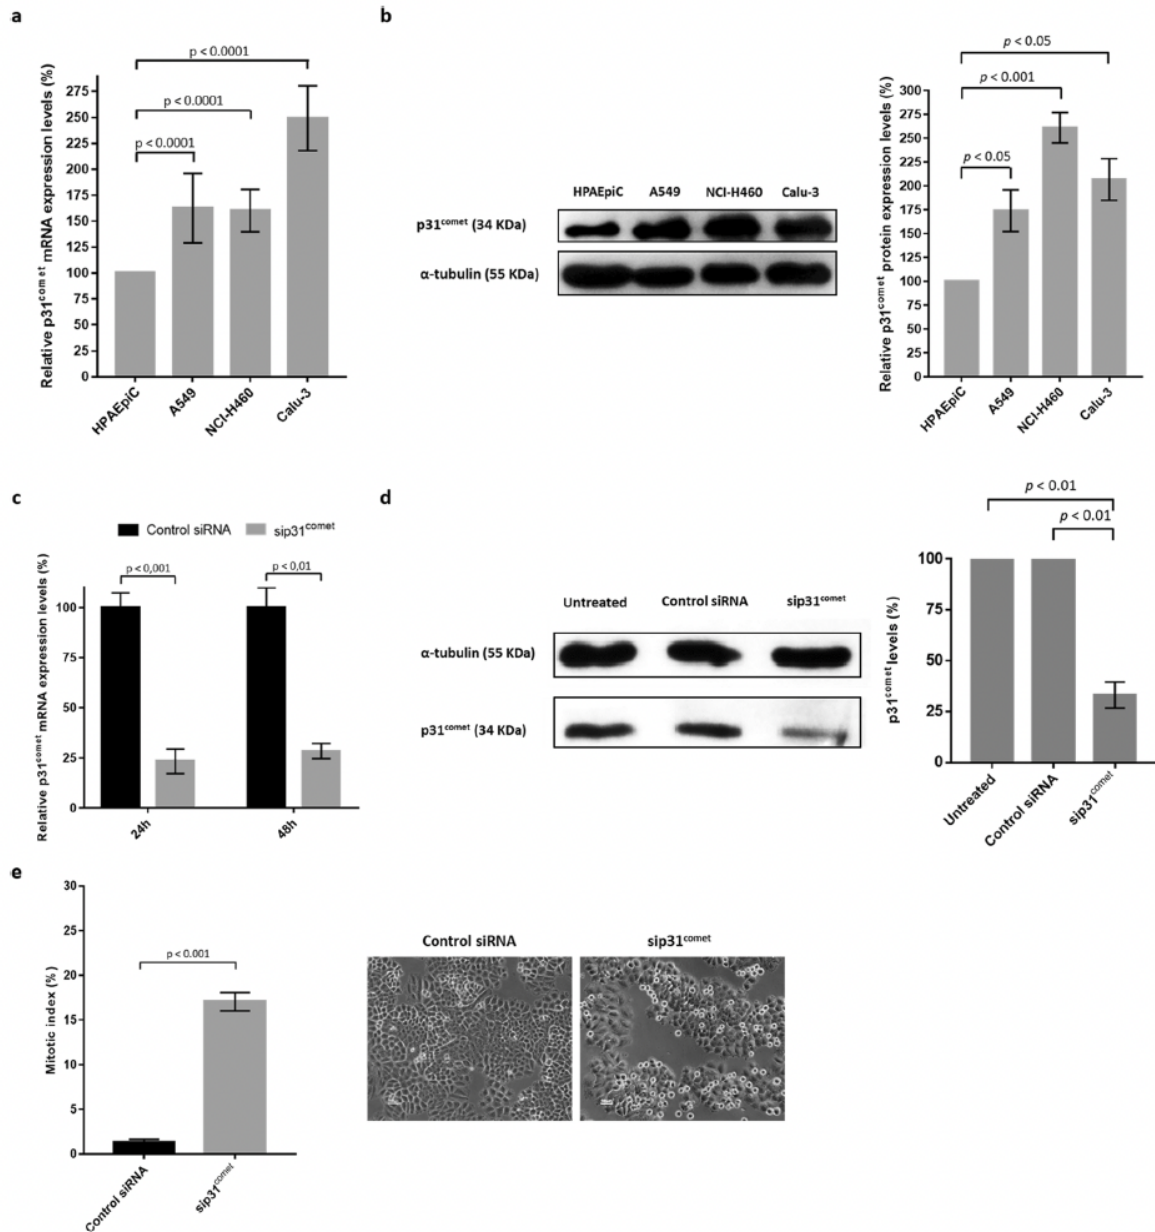 a
p < 0.0001
p < 0.0001
p < 0.0001
Relative p31comet mRNA expression levels (%)
275
250
225
200
175
150
125
100
75
50
25
0
HPAEpiC
A549
NCI-H460
Calu-3
b
HPAEpiC A549 NCI-H460 Calu-3
p31comet (34 KDa)
α-tubulin (55 KDa)
p < 0.05
p < 0.001
p < 0.05
Relative p31comet protein expression levels (%)
300
275
250
225
200
175
150
125
100
75
50
25
0
HPAEpiC
A549
NCI-H460
Calu-3
c
Control siRNA sip31comet
p < 0,001
p < 0,01
Relative p31comet mRNA expression levels (%)
100
75
50
25
0
24h
48h
d
Untreated Control siRNA sip31comet
α-tubulin (55 KDa)
p31comet (34 KDa)
p < 0.01
p < 0.01
p31comet levels (%)
100
75
50
25
0
Untreated
Control siRNA
sip31comet
e
p < 0.001
Mitotic index (%)
30
25
20
15
10
5
0
Control siRNA
sip31comet
Control siRNA sip31comet